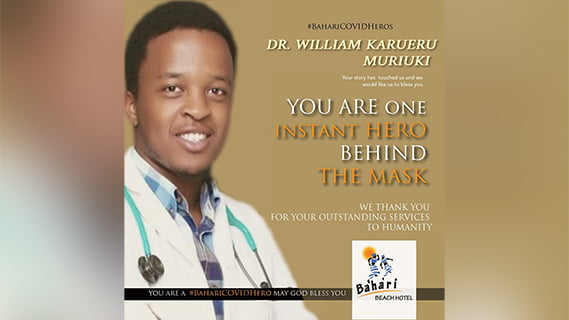 #BahariCOVIDHeros
DR. WILLIAM KARUERU
MURIUKI
Your story has touched us and we
would like us to bless you
YOU ARE ONE
INSTANT HERO
BEHIND
THE MASK
WE THANK YOU
FOR YOUR OUTSTANDING SERVICES
TO HUMANITY
YOU ARE A #BahariCOVIDHero MAY GOD BLESS YOU
Bahari
BEACH HOTEL